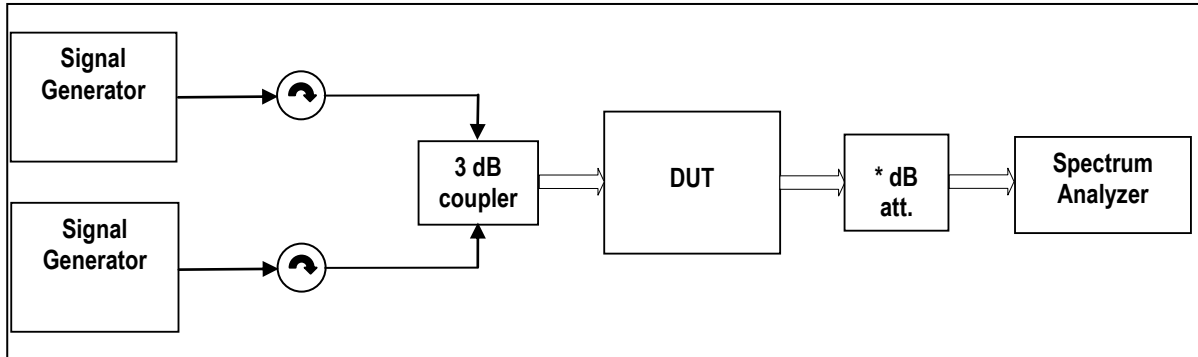 Signal
Generator
3 dB
coupler
DUT
* dB
att.
Spectrum
Analyzer
Signal
Generator